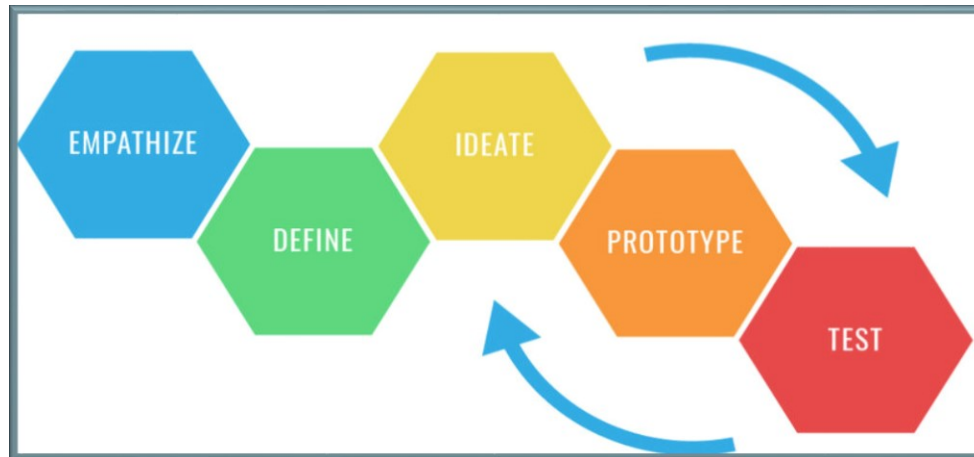 EMPATHIZE
DEFINE
IDEATE
PROTOTYPE
TEST